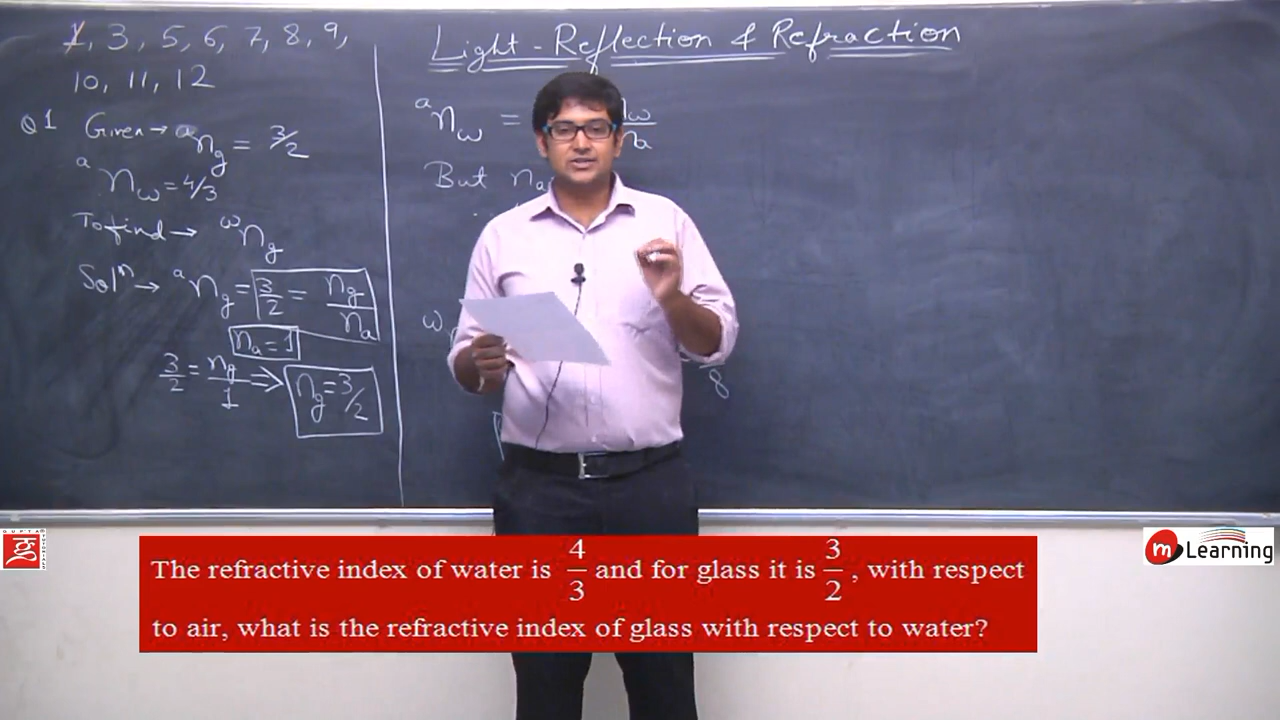 1, 3, 5, 6, 7, 8, 9,
10, 11, 12
Q1 Given → ᵃn_g = 3/2
ᵃn_w = 4/3
To find → ʷn_g
Solⁿ → ᵃn_g = 3/2 = n_g/n_a
n_a = 1
3/2 = n_g/1 ⇒ n_g = 3/2
Light - Reflection & Refraction
ᵃn_w = n_w/n_a
But
8
GUPTA
TUTORIALS
m Learning
The refractive index of water is 4/3 and for glass it is 3/2, with respect
to air, what is the refractive index of glass with respect to water?